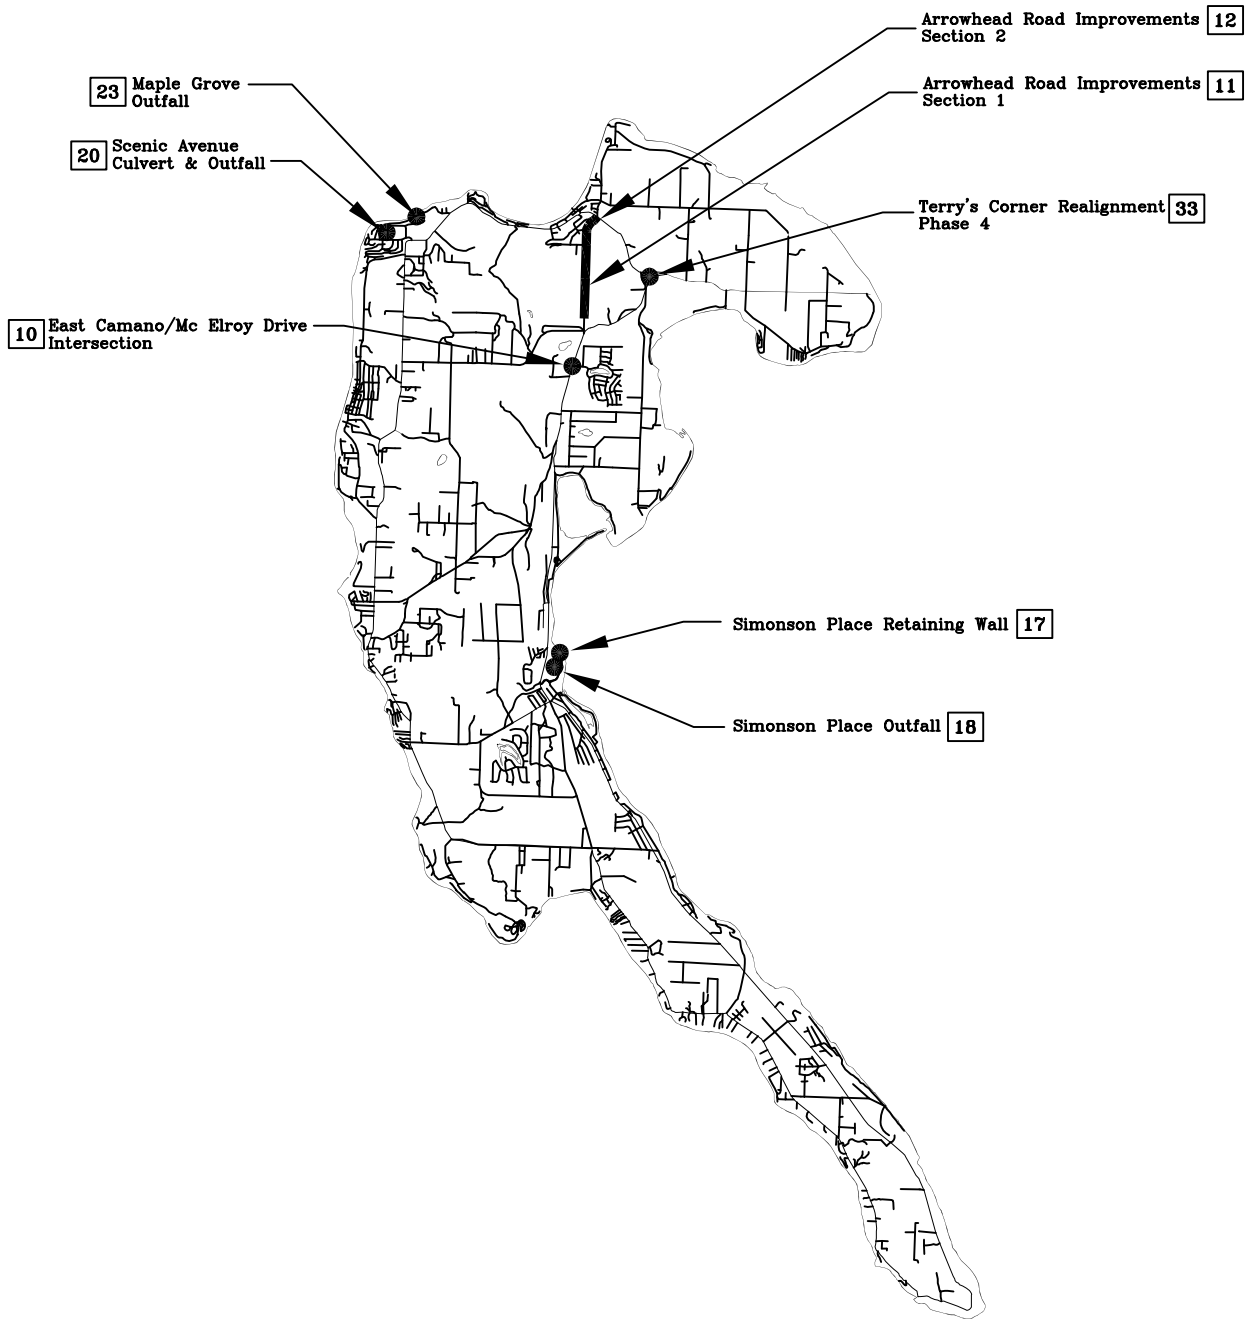 Arrowhead Road Improvements 12
Section 2
23 Maple Grove
Outfall
Arrowhead Road Improvements 11
Section 1
20 Scenic Avenue
Culvert & Outfall
Terry's Corner Realignment 33
Phase 4
10 East Camano/Mc Elroy Drive
Intersection
Simonson Place Retaining Wall 17
Simonson Place Outfall 18